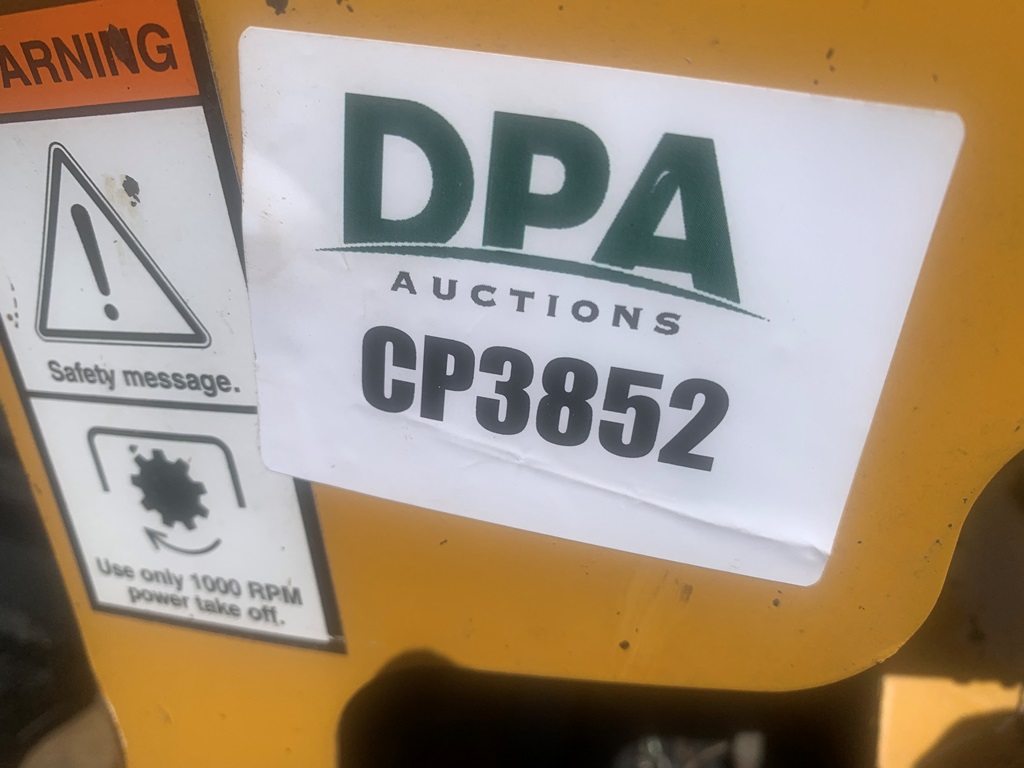 ARNING
Safety message.
Use only 1000 RPM
power take off.
DPA
AUCTIONS
CP3852